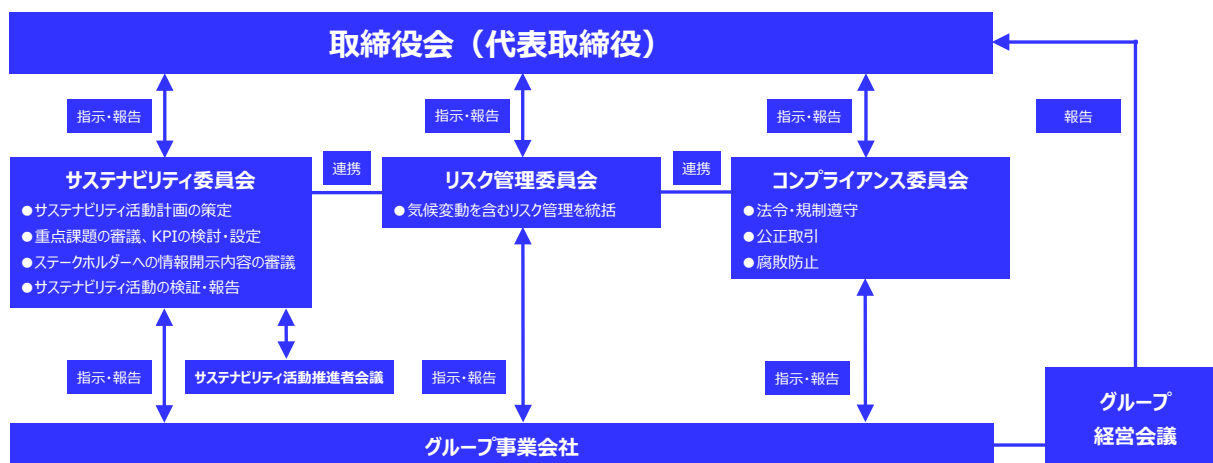 取締役会（代表取締役）
指示・報告
指示・報告
指示・報告
報告
サステナビリティ委員会
●サステナビリティ活動計画の策定
●重点課題の審議、KPIの検討・設定
●ステークホルダーへの情報開示内容の審議
●サステナビリティ活動の検証・報告
連携
リスク管理委員会
●気候変動を含むリスク管理を統括
連携
コンプライアンス委員会
●法令・規制遵守
●公正取引
●腐敗防止
指示・報告
サステナビリティ活動推進者会議
指示・報告
指示・報告
グループ事業会社
グループ
経営会議